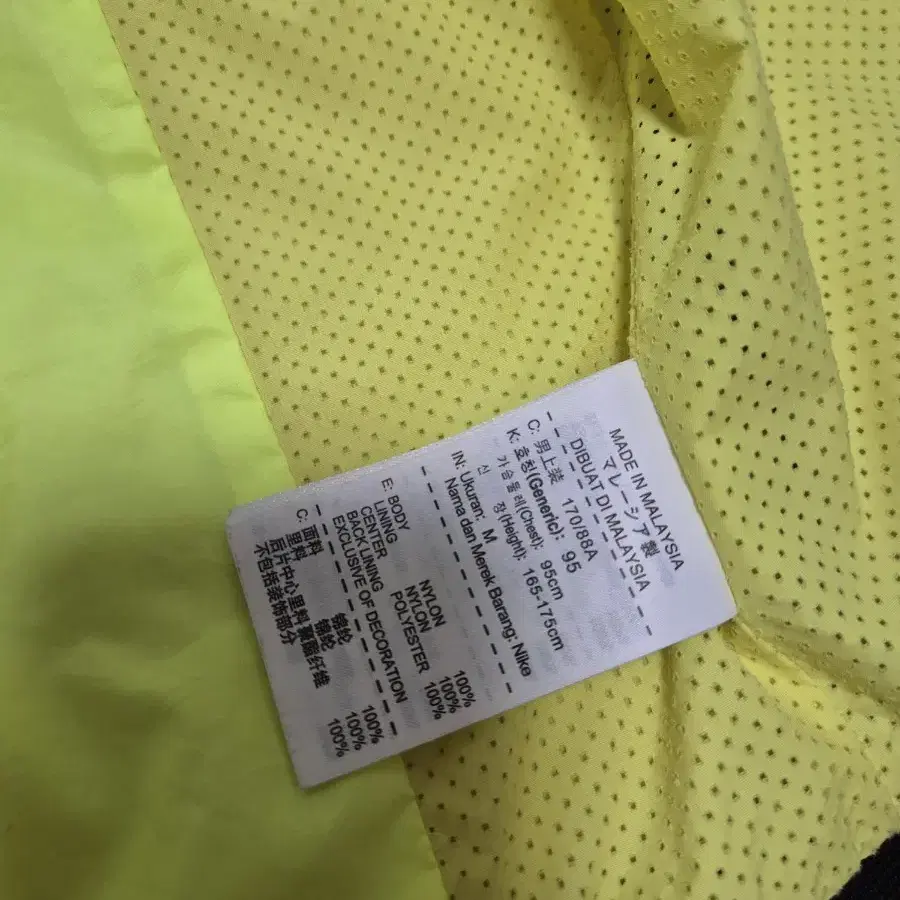 MADE IN MALAYSIA
マレーシア製
DIBUAT DI MALAYSIA
C: 男上装 170/88A
K: 호칭(Generic): 95
가슴둘레(Chest): 95cm
신 장(Height): 165-175cm
IN: Ukuran: M
Nama dan Merek Barang: Nike
E: BODY NYLON 100%
LINING NYLON 100%
CENTER BACK LINING POLYESTER 100%
EXCLUSIVE OF DECORATION
C: 面料 锦纶 100%
里料 锦纶 100%
后片中心里料 聚酯纤维 100%
不包括装饰部分